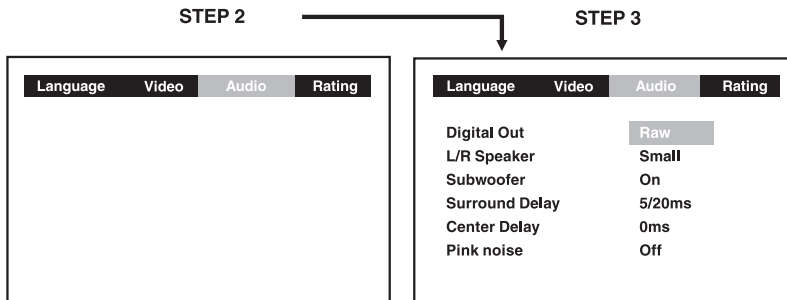 STEP 2
STEP 3
Language Video Audio Rating
Language Video Audio Rating
Digital Out Raw
L/R Speaker Small
Subwoofer On
Surround Delay 5/20ms
Center Delay 0ms
Pink noise Off